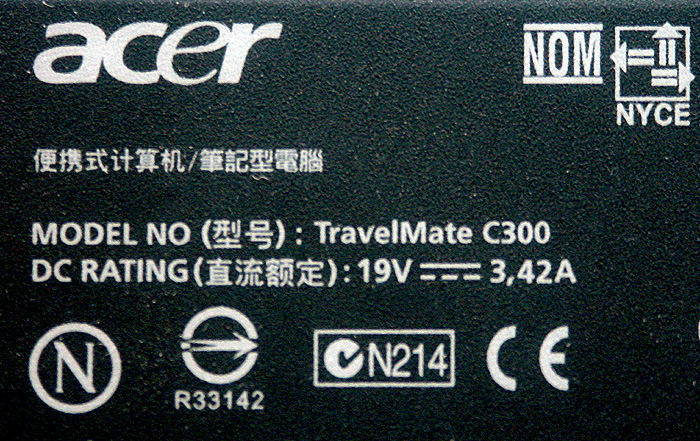 acer
NOM
NYCE
便携式计算机/筆記型電腦
MODEL NO (型号) : TravelMate C300
DC RATING(直流额定) : 19V 3,42A
N
R33142
N214
CE